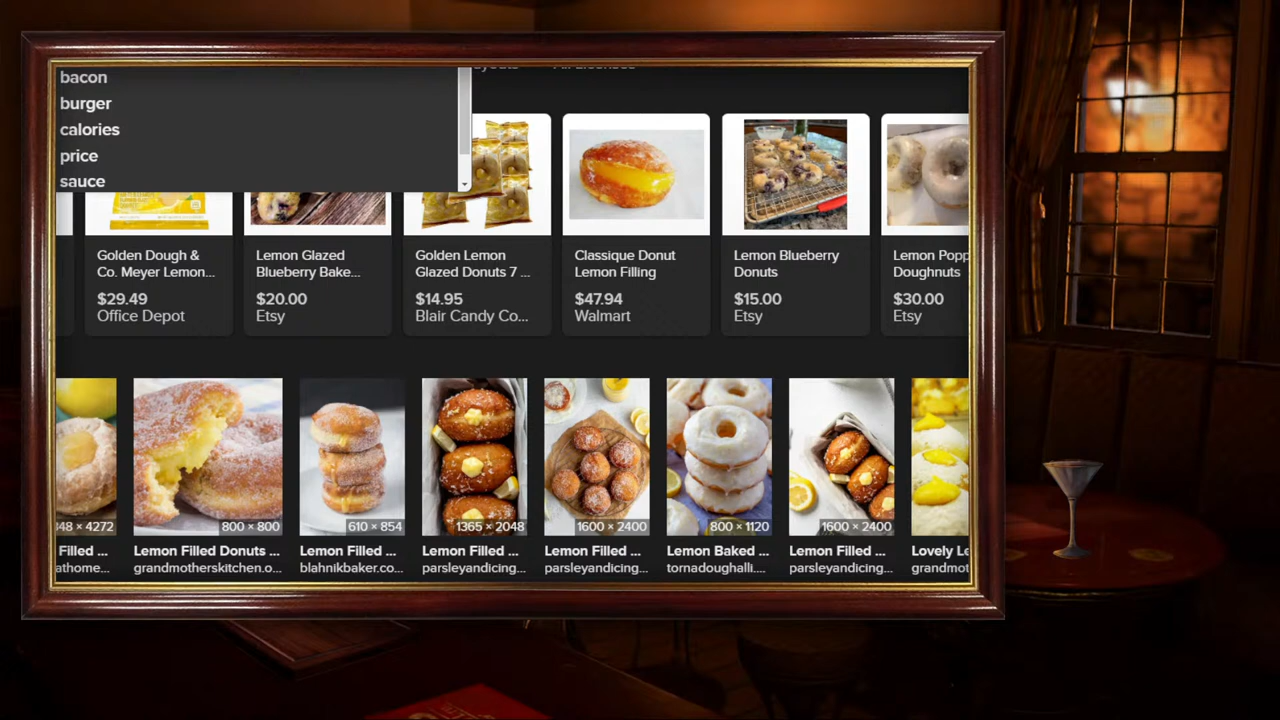 bacon
burger
calories
price
sauce
Golden Dough &
Co. Meyer Lemon...
$29.49
Office Depot
Lemon Glazed
Blueberry Bake...
$20.00
Etsy
Golden Lemon
Glazed Donuts 7 ...
$14.95
Blair Candy Co...
Classique Donut
Lemon Filling
$47.94
Walmart
Lemon Blueberry
Donuts
$15.00
Etsy
Lemon Popp
Doughnuts
$30.00
Etsy
48 × 4272
Filled ...
athome...
800 × 800
Lemon Filled Donuts ...
grandmotherskitchen.o...
610 × 854
Lemon Filled ...
blahnikbaker.co...
1365 × 2048
Lemon Filled ...
parsleyandicing...
1600 × 2400
Lemon Filled ...
parsleyandicing...
800 × 1120
Lemon Baked ...
tornadoughalli....
1600 × 2400
Lemon Filled ...
parsleyandicing...
Lovely Le
grandmot